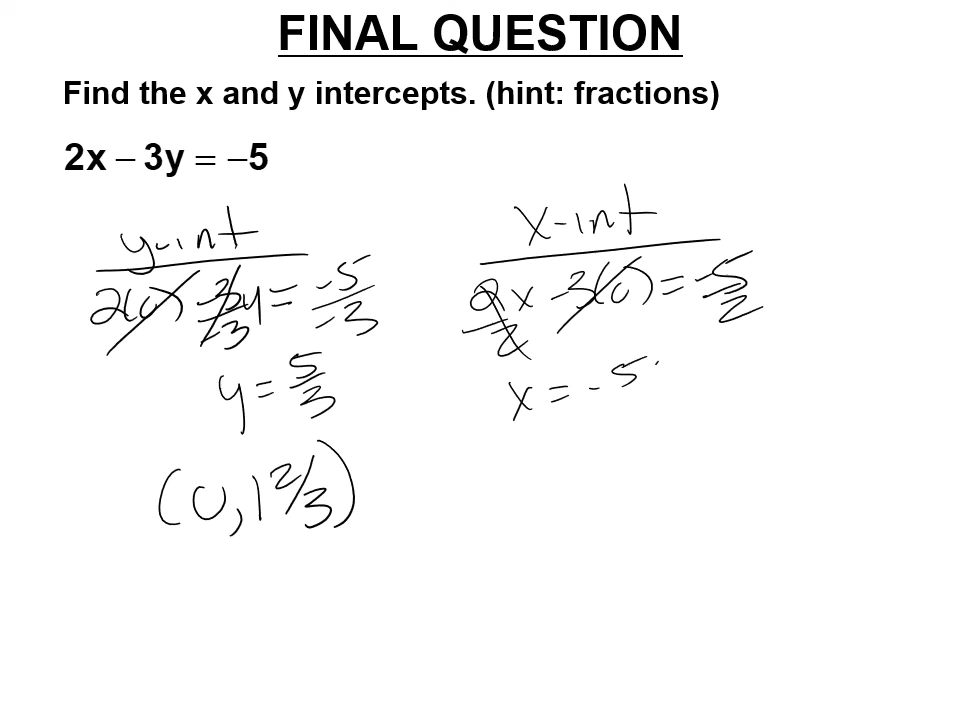 FINAL QUESTION
Find the x and y intercepts. (hint: fractions)
2x – 3y = –5
y-int
2(0) -3y = -5
-3 -3
y = 5/3
(0, 1 2/3)
x-int
2x - 3(0) = -5
2 2
x = -5